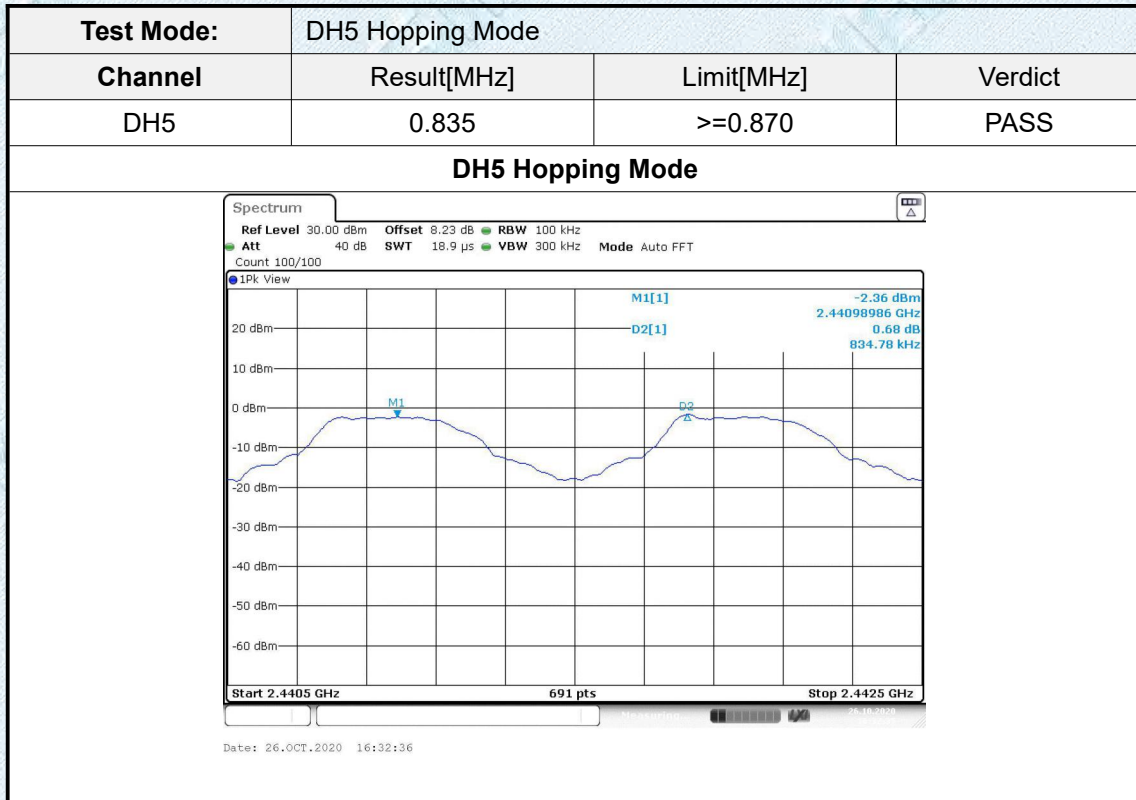 Test Mode: DH5 Hopping Mode
Channel Result[MHz] Limit[MHz] Verdict
DH5 0.835 >=0.870 PASS
DH5 Hopping Mode
Spectrum
Ref Level 30.00 dBm Offset 8.23 dB RBW 100 kHz
Att 40 dB SWT 18.9 µs VBW 300 kHz Mode Auto FFT
Count 100/100
1Pk View
M1[1] -2.36 dBm
2.44098986 GHz
20 dBm D2[1] 0.68 dB
834.78 kHz
10 dBm
M1 D2
0 dBm
-10 dBm
-20 dBm
-30 dBm
-40 dBm
-50 dBm
-60 dBm
Start 2.4405 GHz 691 pts Stop 2.4425 GHz
Measuring 26.10.2020
Date: 26.OCT.2020 16:32:36